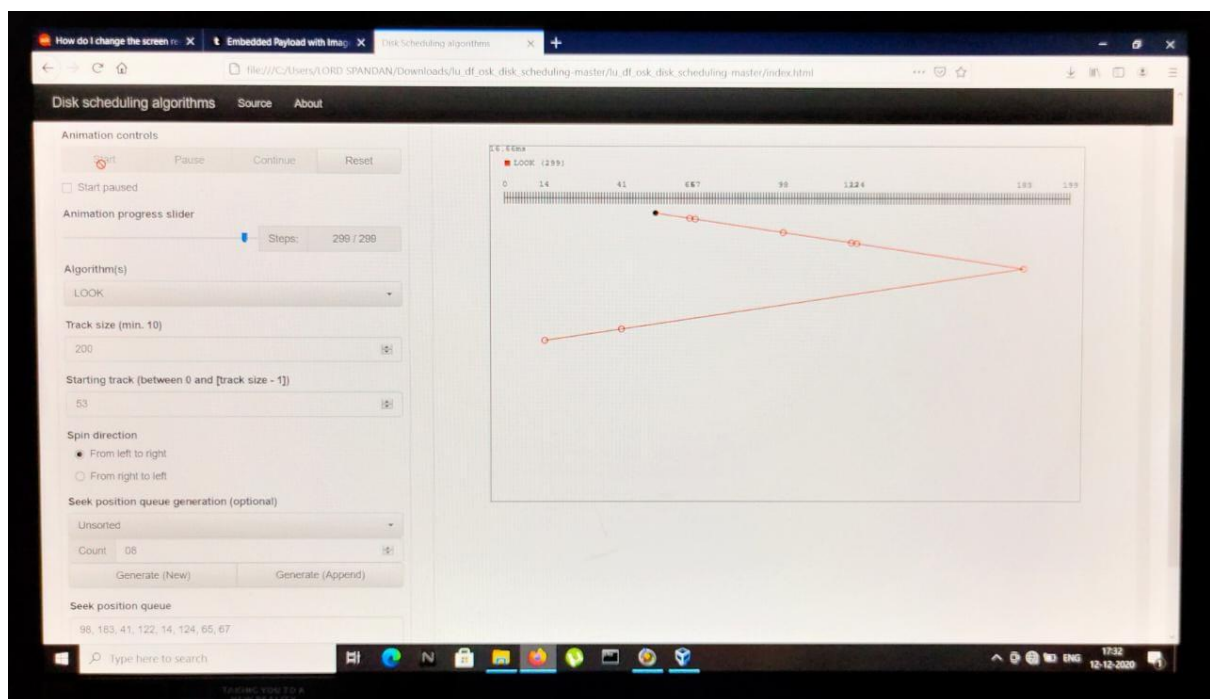 How do I change the screen re X
t Embedded Payload with Imag X
Disk Scheduling algorithms X +
file:///C:/Users/LORD SPANDAN/Downloads/lu_df_osk_disk_scheduling-master/lu_df_osk_disk_scheduling-master/index.html
Disk scheduling algorithms Source About
Animation controls
Start Pause Continue Reset
Start paused
Animation progress slider
Steps: 299 / 299
Algorithm(s)
LOOK
Track size (min. 10)
200
Starting track (between 0 and [track size - 1])
53
Spin direction
From left to right
From right to left
Seek position queue generation (optional)
Unsorted
Count 08
Generate (New) Generate (Append)
Seek position queue
98, 183, 41, 122, 14, 124, 65, 67
LOOK (299)
0 14 41 98 199
Type here to search
ENG
17:32
12-12-2020
TAKING YOU TO A